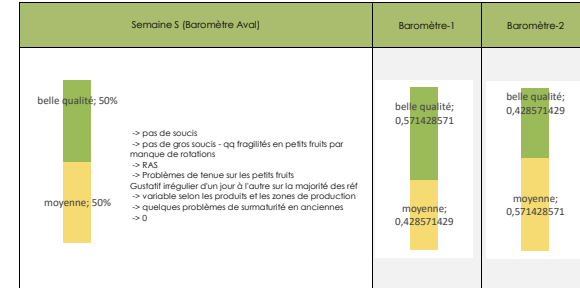 Semaine S (Baromètre Aval)
Baromètre-1
Baromètre-2
belle qualité; 50%
moyenne; 50%
-> pas de soucis
-> pas de gros soucis - qq fragilités en petits fruits par
manque de rotations
-> RAS
-> Problèmes de tenue sur les petits fruits
Gustatif irrégulier d'un jour à l'autre sur la majorité des réf
-> variable selon les produits et les zones de production
-> quelques problèmes de surmaturité en anciennes
-> 0
belle qualité;
0,571428571
moyenne;
0,428571429
belle qualité;
0,428571429
moyenne;
0,571428571